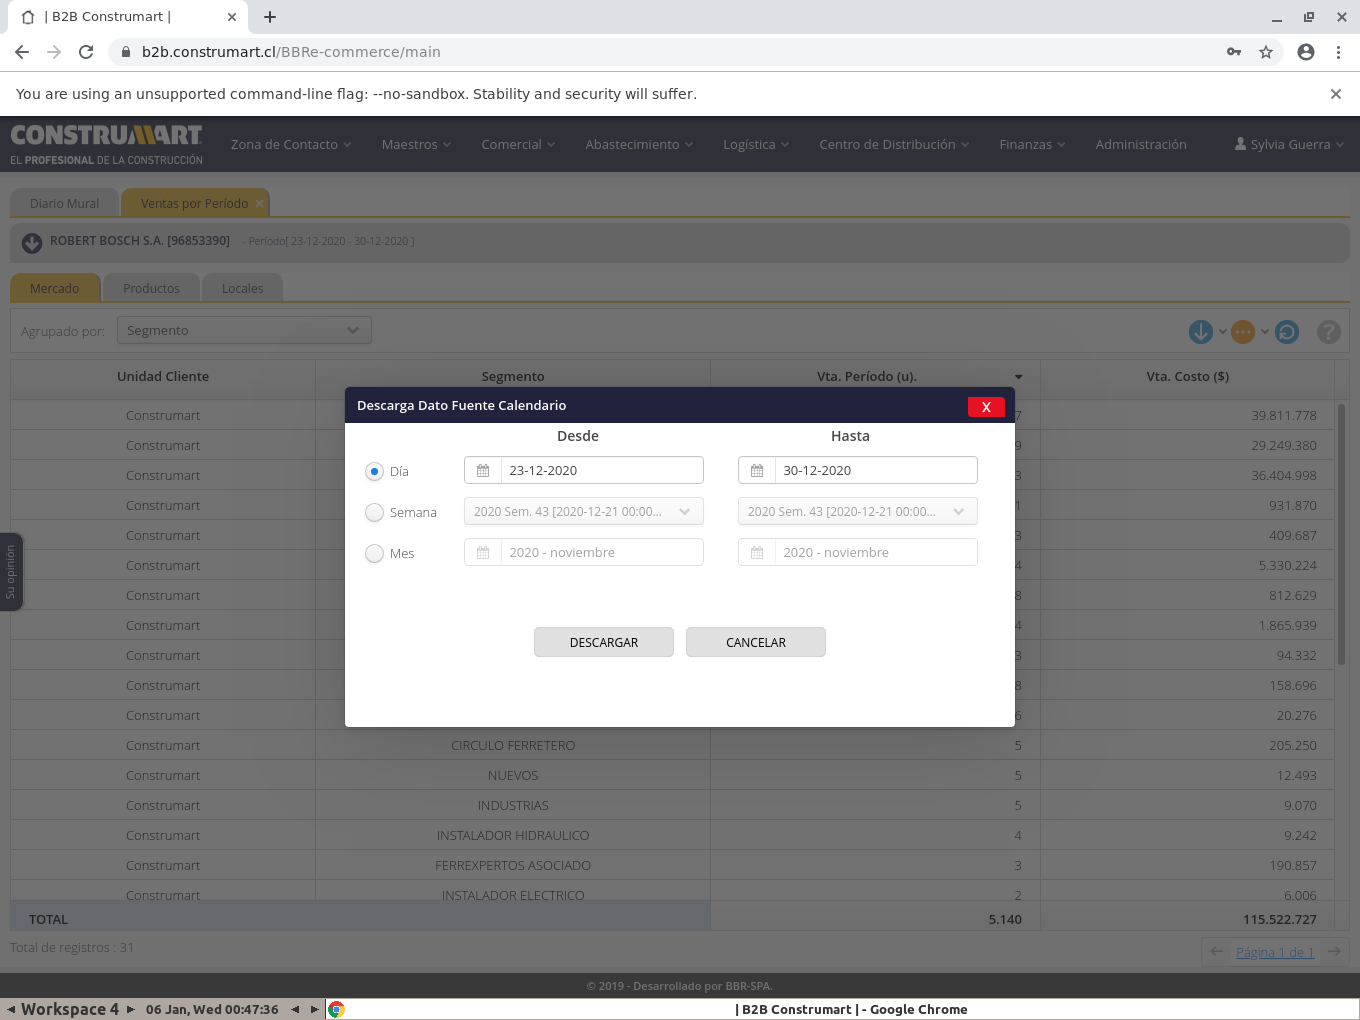 | B2B Construmart |
b2b.construmart.cl/BBRe-commerce/main
You are using an unsupported command-line flag: --no-sandbox. Stability and security will suffer.
CONSTRUMART
EL PROFESIONAL DE LA CONSTRUCCIÓN
Zona de Contacto Maestros Comercial Abastecimiento Logística Centro de Distribución Finanzas Administración Sylvia Guerra
Diario Mural Ventas por Período
ROBERT BOSCH S.A. [96853390] - Período[ 23-12-2020 - 30-12-2020 ]
Mercado Productos Locales
Agrupado por: Segmento
Unidad Cliente Segmento Vta. Período (u). Vta. Costo ($)
Descarga Dato Fuente Calendario X
Desde Hasta
Día 23-12-2020 30-12-2020
Semana 2020 Sem. 43 [2020-12-21 00:00... 2020 Sem. 43 [2020-12-21 00:00...
Mes 2020 - noviembre 2020 - noviembre
DESCARGAR CANCELAR
Construmart 7 39.811.778
Construmart 9 29.249.380
Construmart 3 36.404.998
Construmart 1 931.870
Construmart 3 409.687
Construmart 4 5.330.224
Construmart 8 812.629
Construmart 4 1.865.939
Construmart 3 94.332
Construmart 8 158.696
Construmart 6 20.276
Construmart CIRCULO FERRETERO 5 205.250
Construmart NUEVOS 5 12.493
Construmart INDUSTRIAS 5 9.070
Construmart INSTALADOR HIDRAULICO 4 9.242
Construmart FERREXPERTOS ASOCIADO 3 190.857
Construmart INSTALADOR ELECTRICO 2 6.006
TOTAL 5.140 115.522.727
Su opinión
Total de registros : 31
Página 1 de 1
© 2019 - Desarrollado por BBR-SPA.
Workspace 4 06 Jan, Wed 00:47:36 | B2B Construmart | - Google Chrome